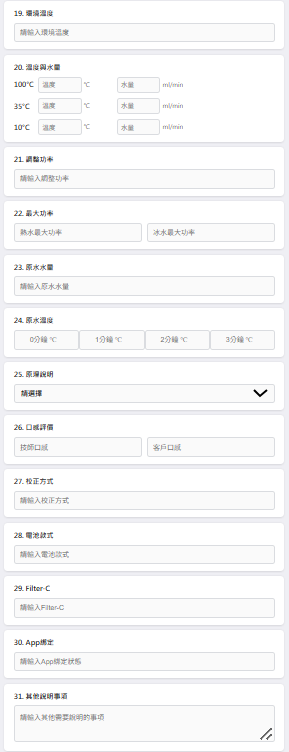 19. 環境溫度
請輸入環境溫度
20. 溫度與水量
100°C 溫度 °C 水量 ml/min
35°C 溫度 °C 水量 ml/min
10°C 溫度 °C 水量 ml/min
21. 調整功率
請輸入調整功率
22. 最大功率
熱水最大功率 冰水最大功率
23. 原水水量
請輸入原水水量
24. 原水溫度
0分鐘 °C 1分鐘 °C 2分鐘 °C 3分鐘 °C
25. 原理說明
請選擇
26. 口感評價
技師口感 客戶口感
27. 校正方式
請輸入校正方式
28. 電池款式
請輸入電池款式
29. Filter-C
請輸入Filter-C
30. App綁定
請輸入App綁定狀態
31. 其他說明事項
請輸入其他需要說明的事項